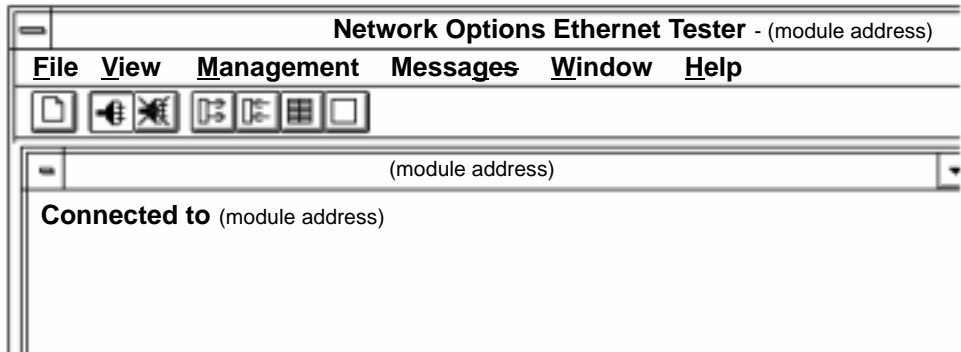 Network Options Ethernet Tester - (module address)
File View Management Messages Window Help
(module address)
Connected to (module address)